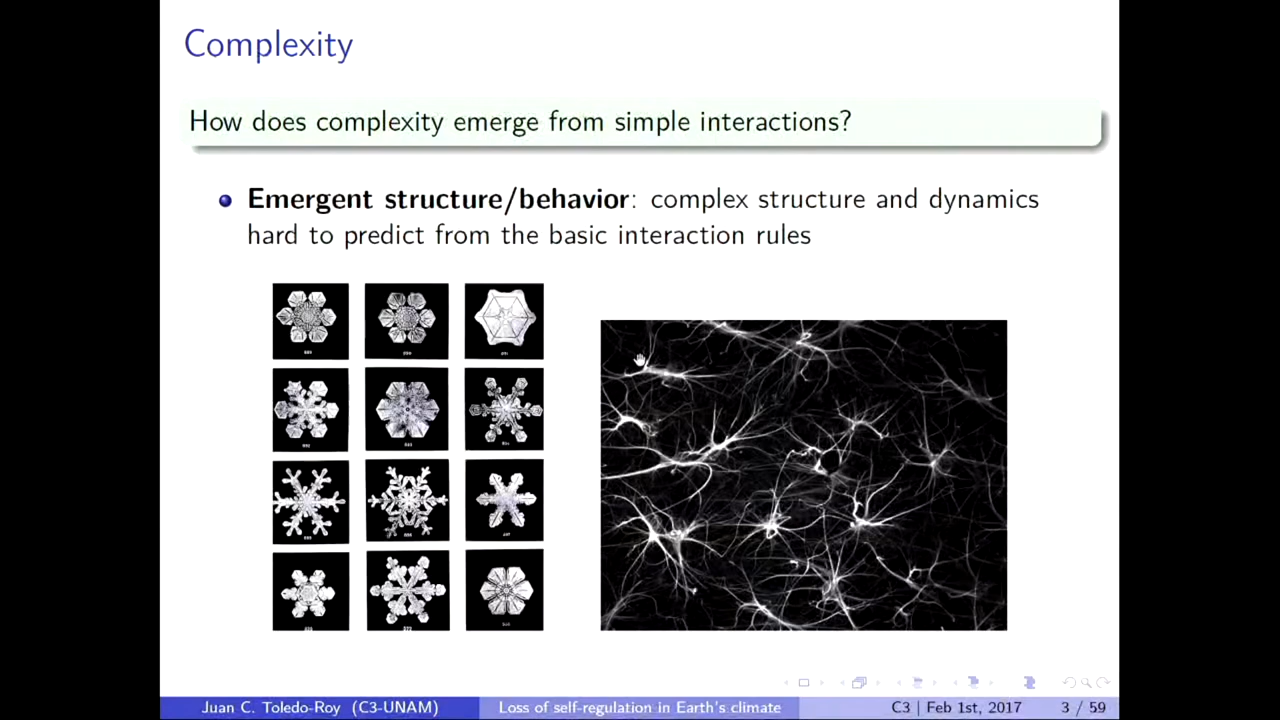 Complexity
How does complexity emerge from simple interactions?
Emergent structure/behavior: complex structure and dynamics
hard to predict from the basic interaction rules
Juan C. Toledo-Roy (C3-UNAM) Loss of self-regulation in Earth's climate C3 | Feb 1st, 2017 3 / 59